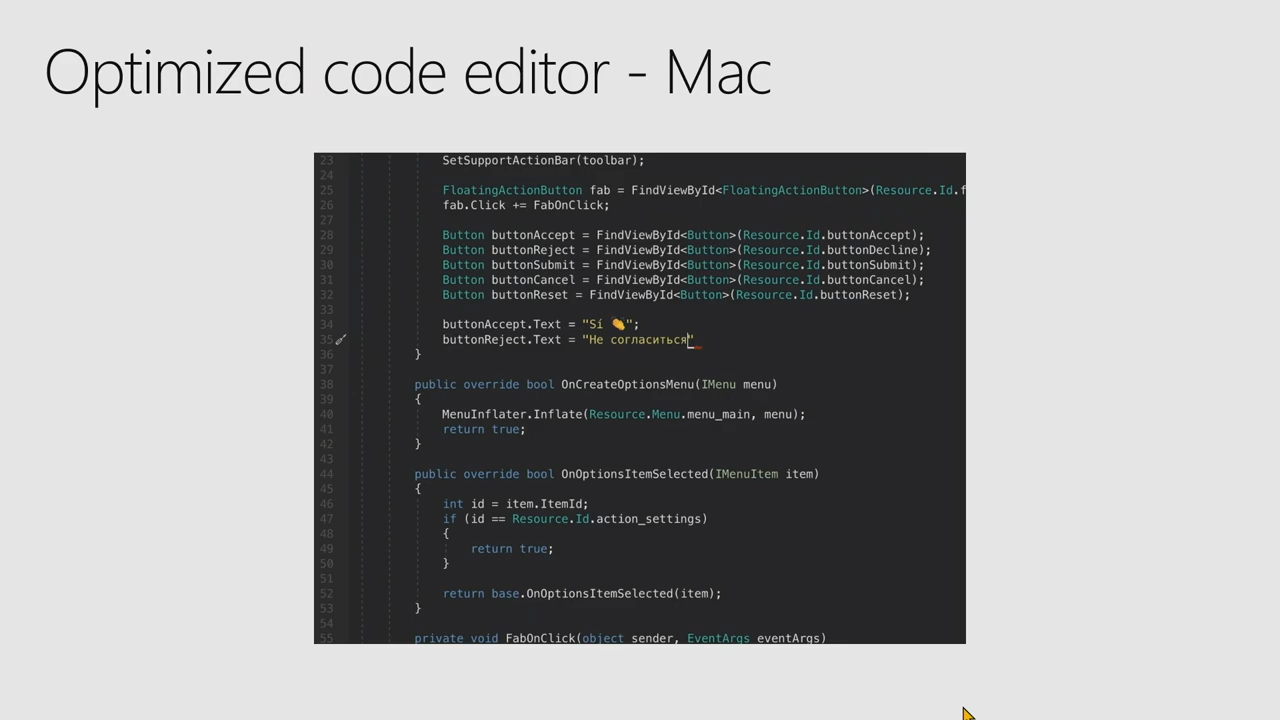 Optimized code editor - Mac
23 SetSupportActionBar(toolbar);
24
25 FloatingActionButton fab = FindViewById<FloatingActionButton>(Resource.Id.f
26 fab.Click += FabOnClick;
27
28 Button buttonAccept = FindViewById<Button>(Resource.Id.buttonAccept);
29 Button buttonReject = FindViewById<Button>(Resource.Id.buttonDecline);
30 Button buttonSubmit = FindViewById<Button>(Resource.Id.buttonSubmit);
31 Button buttonCancel = FindViewById<Button>(Resource.Id.buttonCancel);
32 Button buttonReset = FindViewById<Button>(Resource.Id.buttonReset);
33
34 buttonAccept.Text = "Sí 👏";
35 buttonReject.Text = "Не согласиться"
36 }
37
38 public override bool OnCreateOptionsMenu(IMenu menu)
39 {
40 MenuInflater.Inflate(Resource.Menu.menu_main, menu);
41 return true;
42 }
43
44 public override bool OnOptionsItemSelected(IMenuItem item)
45 {
46 int id = item.ItemId;
47 if (id == Resource.Id.action_settings)
48 {
49 return true;
50 }
51
52 return base.OnOptionsItemSelected(item);
53 }
54
55 private void FabOnClick(object sender, EventArgs eventArgs)